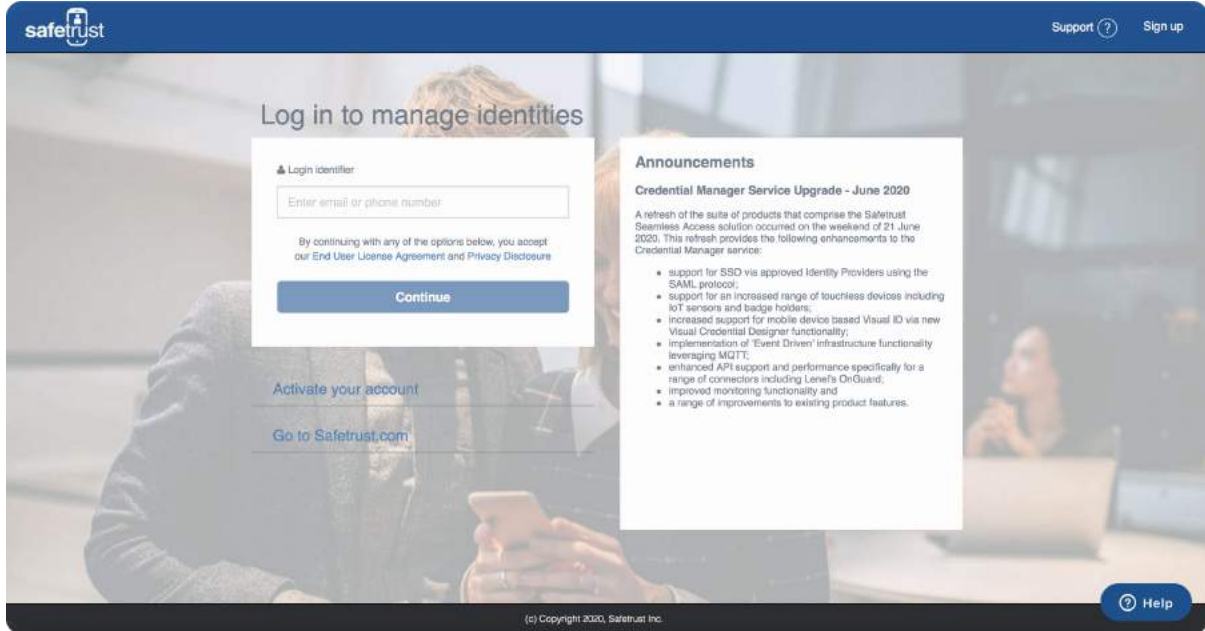 safetrust
Support ?
Sign up
Log in to manage identities
Login identifier
Enter email or phone number
By continuing with any of the options below, you accept
our End User License Agreement and Privacy Disclosure
Continue
Activate your account
Go to Safetrust.com
Announcements
Credential Manager Service Upgrade - June 2020
A refresh of the suite of products that comprise the Safetrust
Seamless Access solution occurred on the weekend of 21 June
2020. This refresh provides the following enhancements to the
Credential Manager service:
• support for SSO via approved Identity Providers using the
SAML protocol;
• support for an increased range of touchless devices including
IoT sensors and badge holders;
• increased support for mobile device based Visual ID via new
Visual Credential Designer functionality;
• implementation of 'Event Driven' infrastructure functionality
leveraging MQTT;
• enhanced API support and performance specifically for a
range of connectors including Lenel's OnGuard;
• improved monitoring functionality and
• a range of improvements to existing product features.
? Help
(c) Copyright 2020, Safetrust Inc.